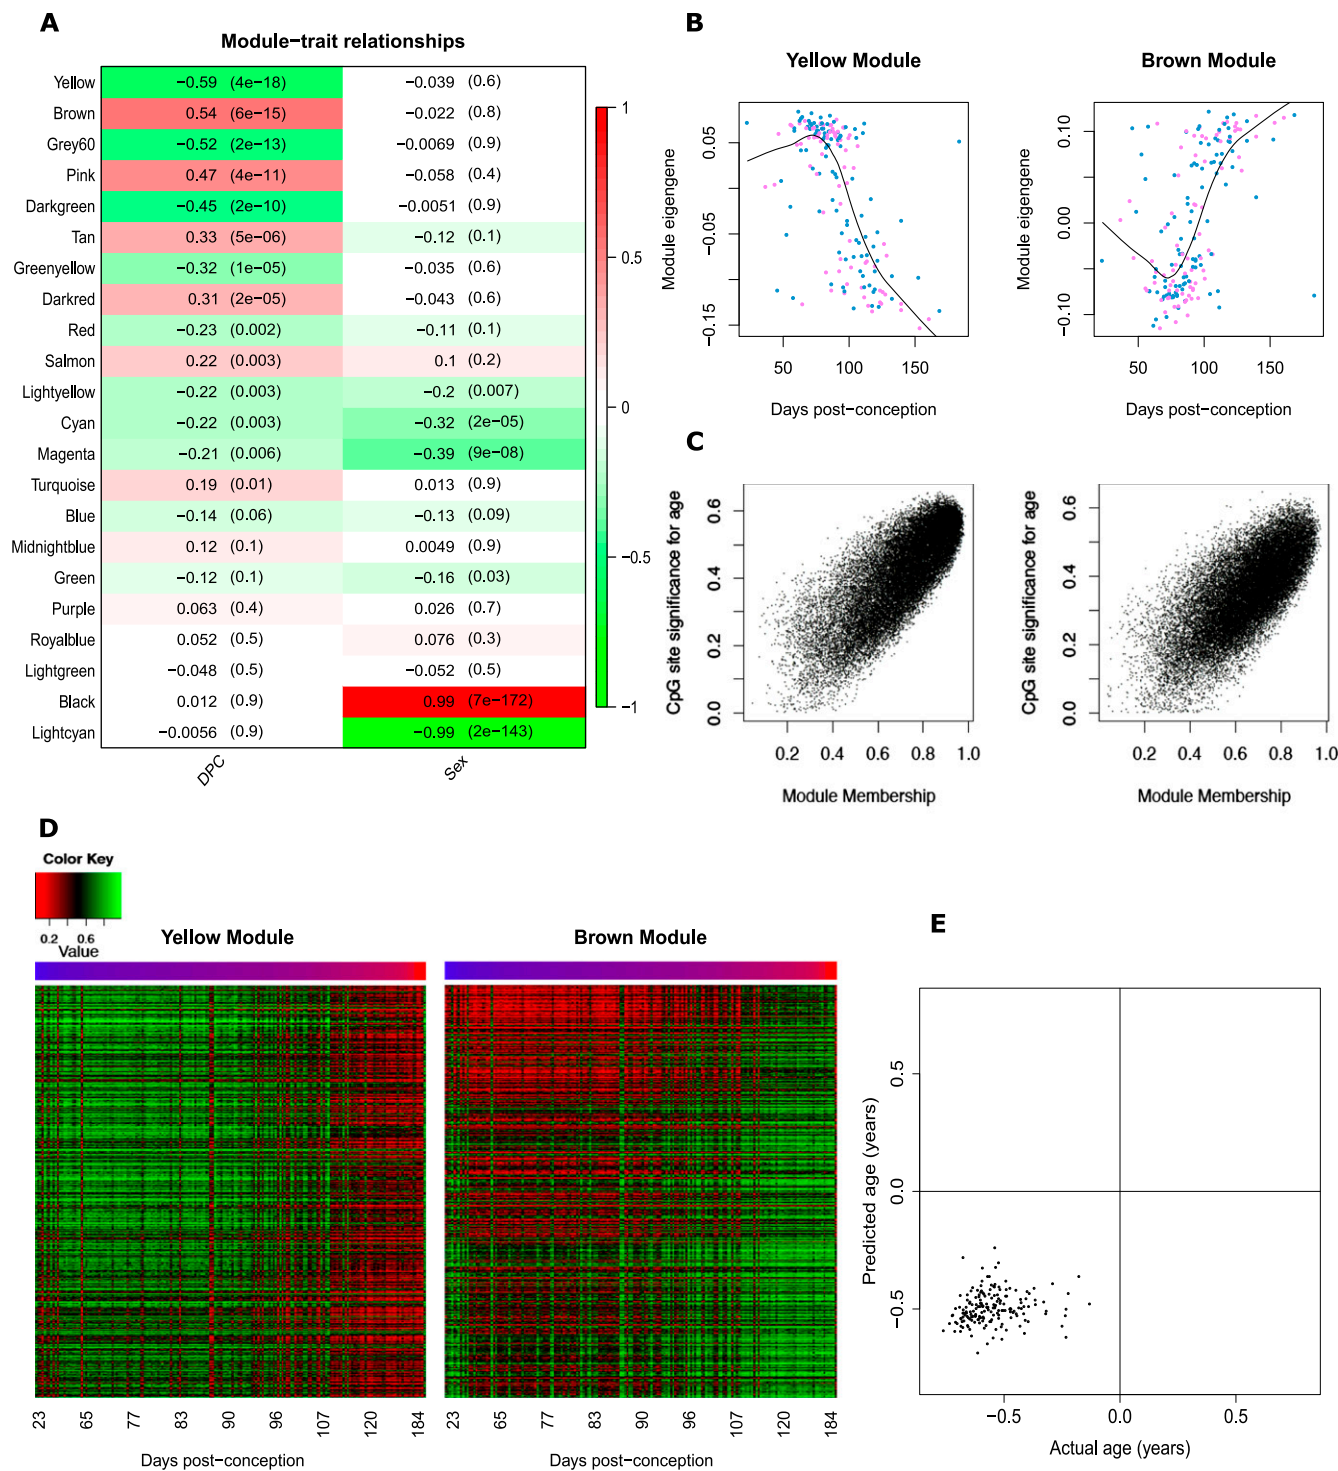 A
Module−trait relationships
Yellow −0.59 (4e−18) −0.039 (0.6)
Brown 0.54 (6e−15) −0.022 (0.8)
Grey60 −0.52 (2e−13) −0.0069 (0.9)
Pink 0.47 (4e−11) −0.058 (0.4)
Darkgreen −0.45 (2e−10) −0.0051 (0.9)
Tan 0.33 (5e−06) −0.12 (0.1)
Greenyellow −0.32 (1e−05) −0.035 (0.6)
Darkred 0.31 (2e−05) −0.043 (0.6)
Red −0.23 (0.002) −0.11 (0.1)
Salmon 0.22 (0.003) 0.1 (0.2)
Lightyellow −0.22 (0.003) −0.2 (0.007)
Cyan −0.22 (0.003) −0.32 (2e−05)
Magenta −0.21 (0.006) −0.39 (9e−08)
Turquoise 0.19 (0.01) 0.013 (0.9)
Blue −0.14 (0.06) −0.13 (0.09)
Midnightblue 0.12 (0.1) 0.0049 (0.9)
Green −0.12 (0.1) −0.16 (0.03)
Purple 0.063 (0.4) 0.026 (0.7)
Royalblue 0.052 (0.5) 0.076 (0.3)
Lightgreen −0.048 (0.5) −0.052 (0.5)
Black 0.012 (0.9) 0.99 (7e−172)
Lightcyan −0.0056 (0.9) −0.99 (2e−143)
DPC Sex
1
0.5
0
−0.5
−1
B
Yellow Module
Module eigengene
0.05
−0.05
−0.15
50 100 150
Days post−conception
Brown Module
Module eigengene
0.10
0.00
−0.10
50 100 150
Days post−conception
C
CpG site significance for age
0.6
0.4
0.2
0.0
0.2 0.4 0.6 0.8 1.0
Module Membership
CpG site significance for age
0.6
0.4
0.2
0.0
0.2 0.4 0.6 0.8 1.0
Module Membership
D
Color Key
0.2 0.6
Value
Yellow Module
23 65 77 83 90 96 107 120 184
Days post−conception
Brown Module
23 65 77 83 90 96 107 120 184
Days post−conception
E
Predicted age (years)
0.5
0.0
−0.5
−0.5 0.0 0.5
Actual age (years)